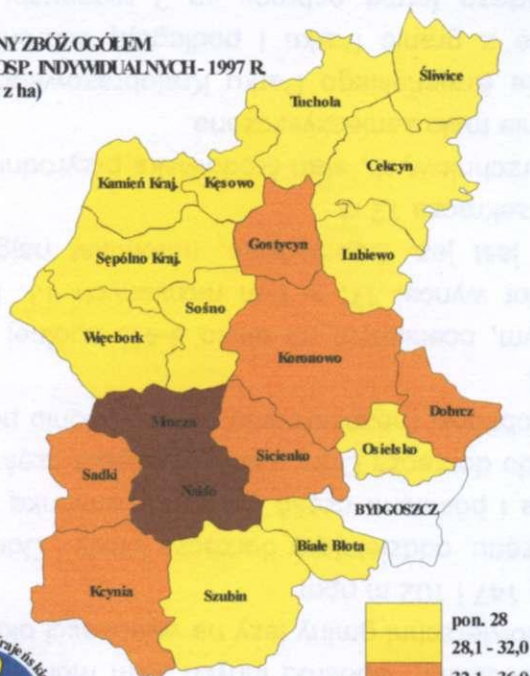 NY ZBÓŻ OGÓŁEM
OSP. INDYWIDUALNYCH - 1997 R.
z ha)
Śliwice
Tuchola
Cekcyn
Kamień Kraj.
Kęsowo
Gostycyn
Sępólno Kraj.
Lubiewo
Sośno
Więcbork
Koronowo
Mrocza
Dobrcz
Osielsko
Sicienko
Sadki
Nakło
BYDGOSZCZ
Białe Błota
Kcynia
Szubin
pon. 28
28,1 - 32,0